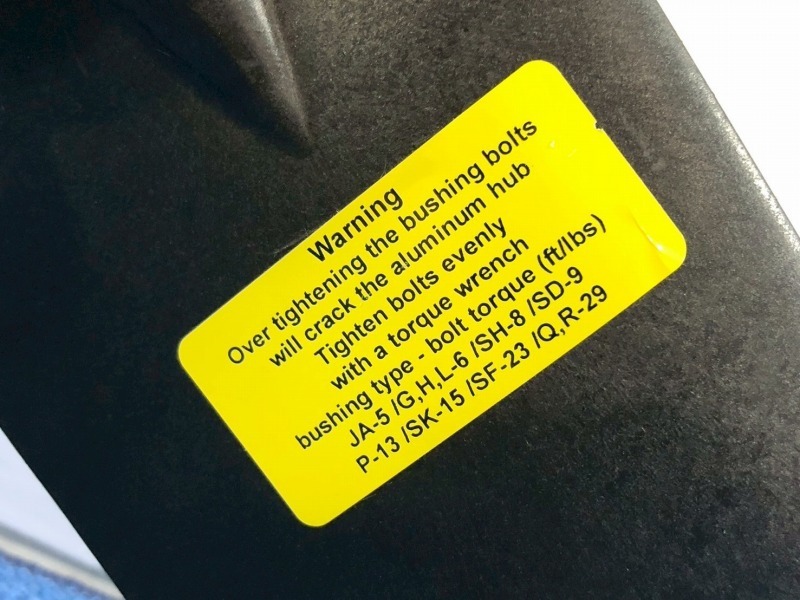 Warning
Over tightening the bushing bolts
will crack the aluminum hub
Tighten bolts evenly
with a torque wrench
bushing type - bolt torque (ft/lbs)
JA-5 /G,H,L-6 /SH-8 /SD-9
P-13 /SK-15 /SF-23 /Q,R-29